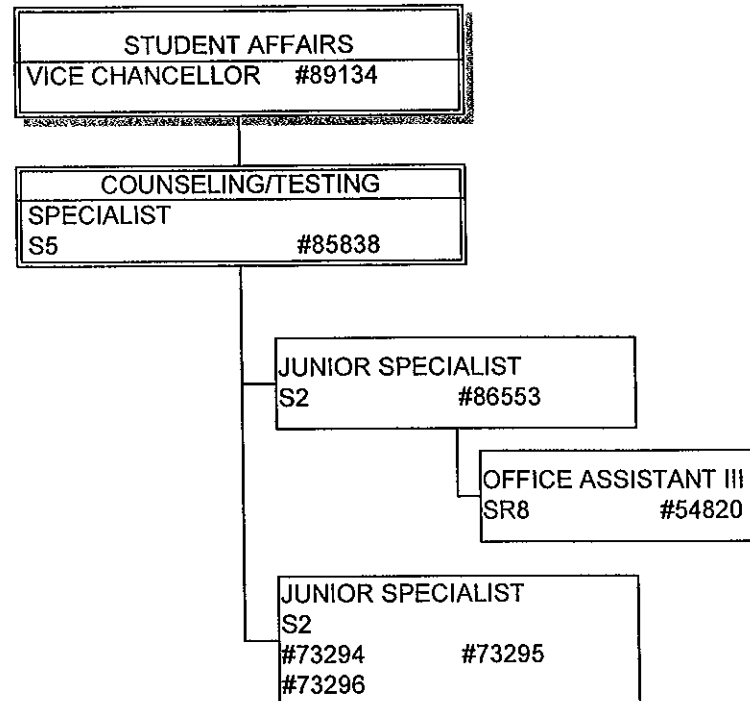 STUDENT AFFAIRS
VICE CHANCELLOR #89134
COUNSELING/TESTING
SPECIALIST
S5 #85838
JUNIOR SPECIALIST
S2 #86553
OFFICE ASSISTANT III
SR8 #54820
JUNIOR SPECIALIST
S2
#73294 #73295
#73296